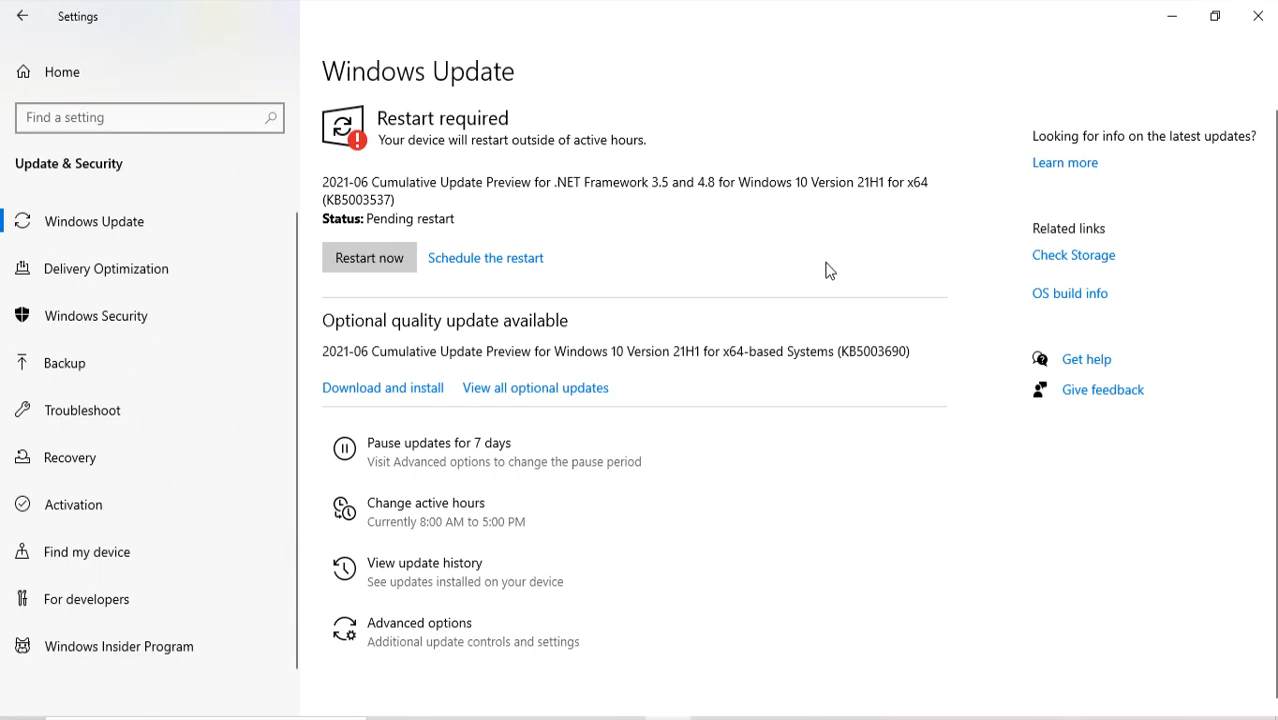 Settings
Home
Find a setting
Update & Security
Windows Update
Delivery Optimization
Windows Security
Backup
Troubleshoot
Recovery
Activation
Find my device
For developers
Windows Insider Program
Windows Update
Restart required
Your device will restart outside of active hours.
2021-06 Cumulative Update Preview for .NET Framework 3.5 and 4.8 for Windows 10 Version 21H1 for x64
(KB5003537)
Status: Pending restart
Restart now Schedule the restart
Optional quality update available
2021-06 Cumulative Update Preview for Windows 10 Version 21H1 for x64-based Systems (KB5003690)
Download and install View all optional updates
Pause updates for 7 days
Visit Advanced options to change the pause period
Change active hours
Currently 8:00 AM to 5:00 PM
View update history
See updates installed on your device
Advanced options
Additional update controls and settings
Looking for info on the latest updates?
Learn more
Related links
Check Storage
OS build info
Get help
Give feedback